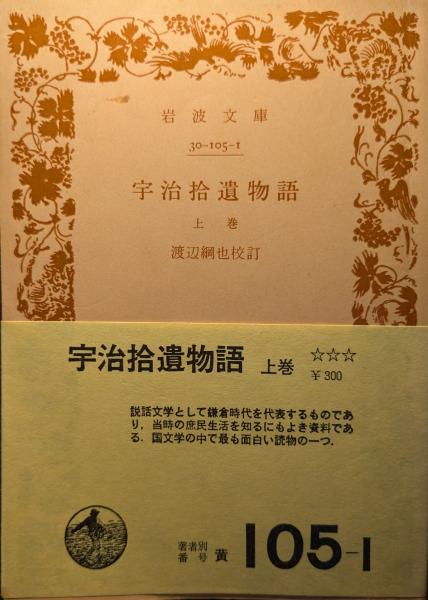 岩波文庫
30-105-1
宇治拾遺物語
上巻
渡辺綱也校訂
宇治拾遺物語 上巻 ☆☆☆
¥300
説話文学として鎌倉時代を代表するものであ
り，当時の庶民生活を知るにもよき資料であ
る．国文学の中で最も面白い読物の一つ．
著者別
番号 黄 105-1